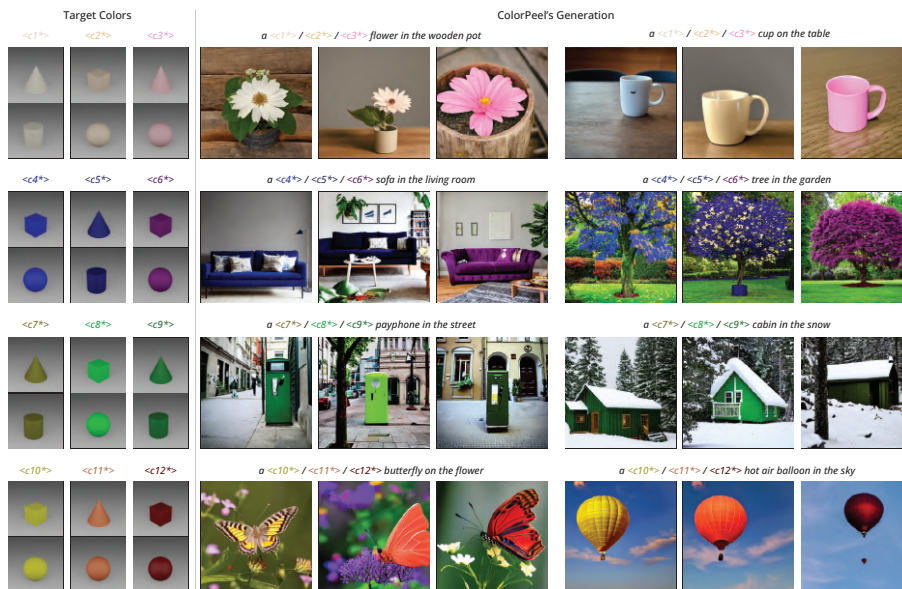 Target Colors
ColorPeel's Generation
<c1*> <c2*> <c3*>
a <c1*> / <c2*> / <c3*> flower in the wooden pot
a <c1*> / <c2*> / <c3*> cup on the table
<c4*> <c5*> <c6*>
a <c4*> / <c5*> / <c6*> sofa in the living room
a <c4*> / <c5*> / <c6*> tree in the garden
<c7*> <c8*> <c9*>
a <c7*> / <c8*> / <c9*> payphone in the street
a <c7*> / <c8*> / <c9*> cabin in the snow
<c10*> <c11*> <c12*>
a <c10*> / <c11*> / <c12*> butterfly on the flower
a <c10*> / <c11*> / <c12*> hot air balloon in the sky